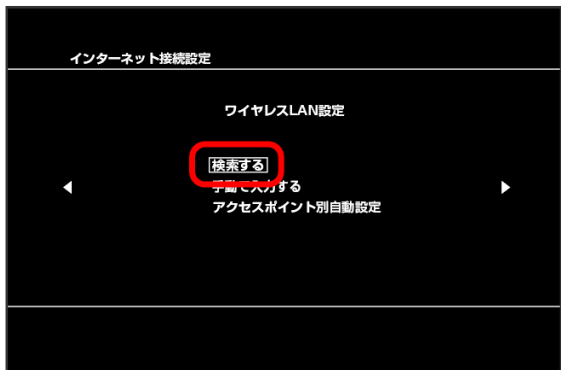 インターネット接続設定
ワイヤレスLAN設定
検索する
手動で入力する
アクセスポイント別自動設定